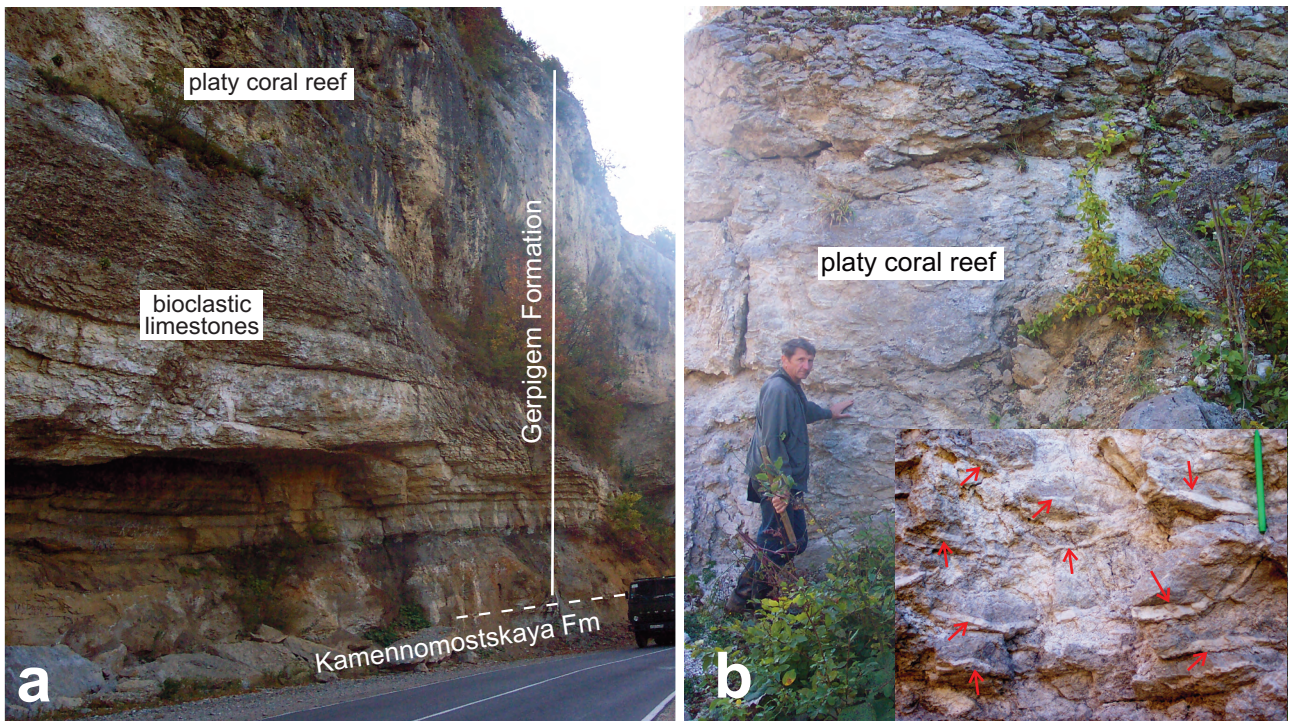 platy coral reef
bioclastic
limestones
Gerpigem Formation
Kamennomostskaya Fm
a
platy coral reef
b